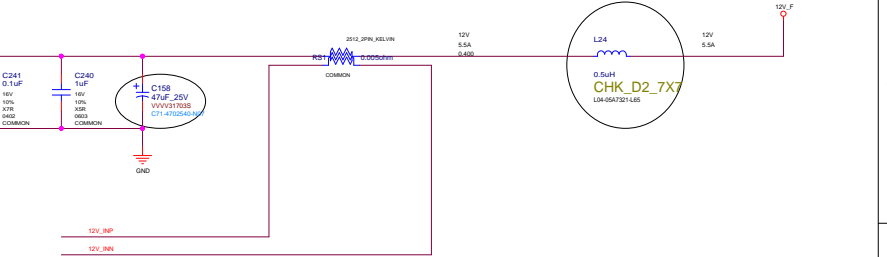 12V_F
2512_2PIN_KELVIN
RS1
0.005ohm
COMMON
12V
5.5A
0.400
L24
0.5uH
CHK_D2_7X7
L04-05A7321-L65
12V
5.5A
C241
0.1uF
16V
10%
X7R
0402
COMMON
C240
1uF
16V
10%
X5R
0603
COMMON
C158
47uF_25V
VVVV31703S
C71-4702540-N07
GND
12V_INP
12V_INN